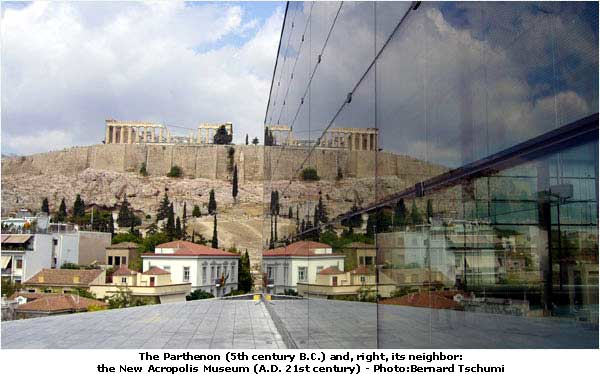 The Parthenon (5th century B.C.) and, right, its neighbor:
the New Acropolis Museum (A.D. 21st century) - Photo:Bernard Tschumi